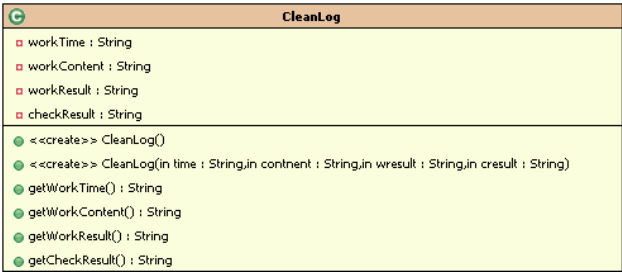 C CleanLog
workTime : String
workContent : String
workResult : String
checkResult : String
<<create>> CleanLog()
<<create>> CleanLog(in time : String,in contnent : String,in wresult : String,in cresult : String)
getWorkTime() : String
getWorkContent() : String
getWorkResult() : String
getCheckResult() : String